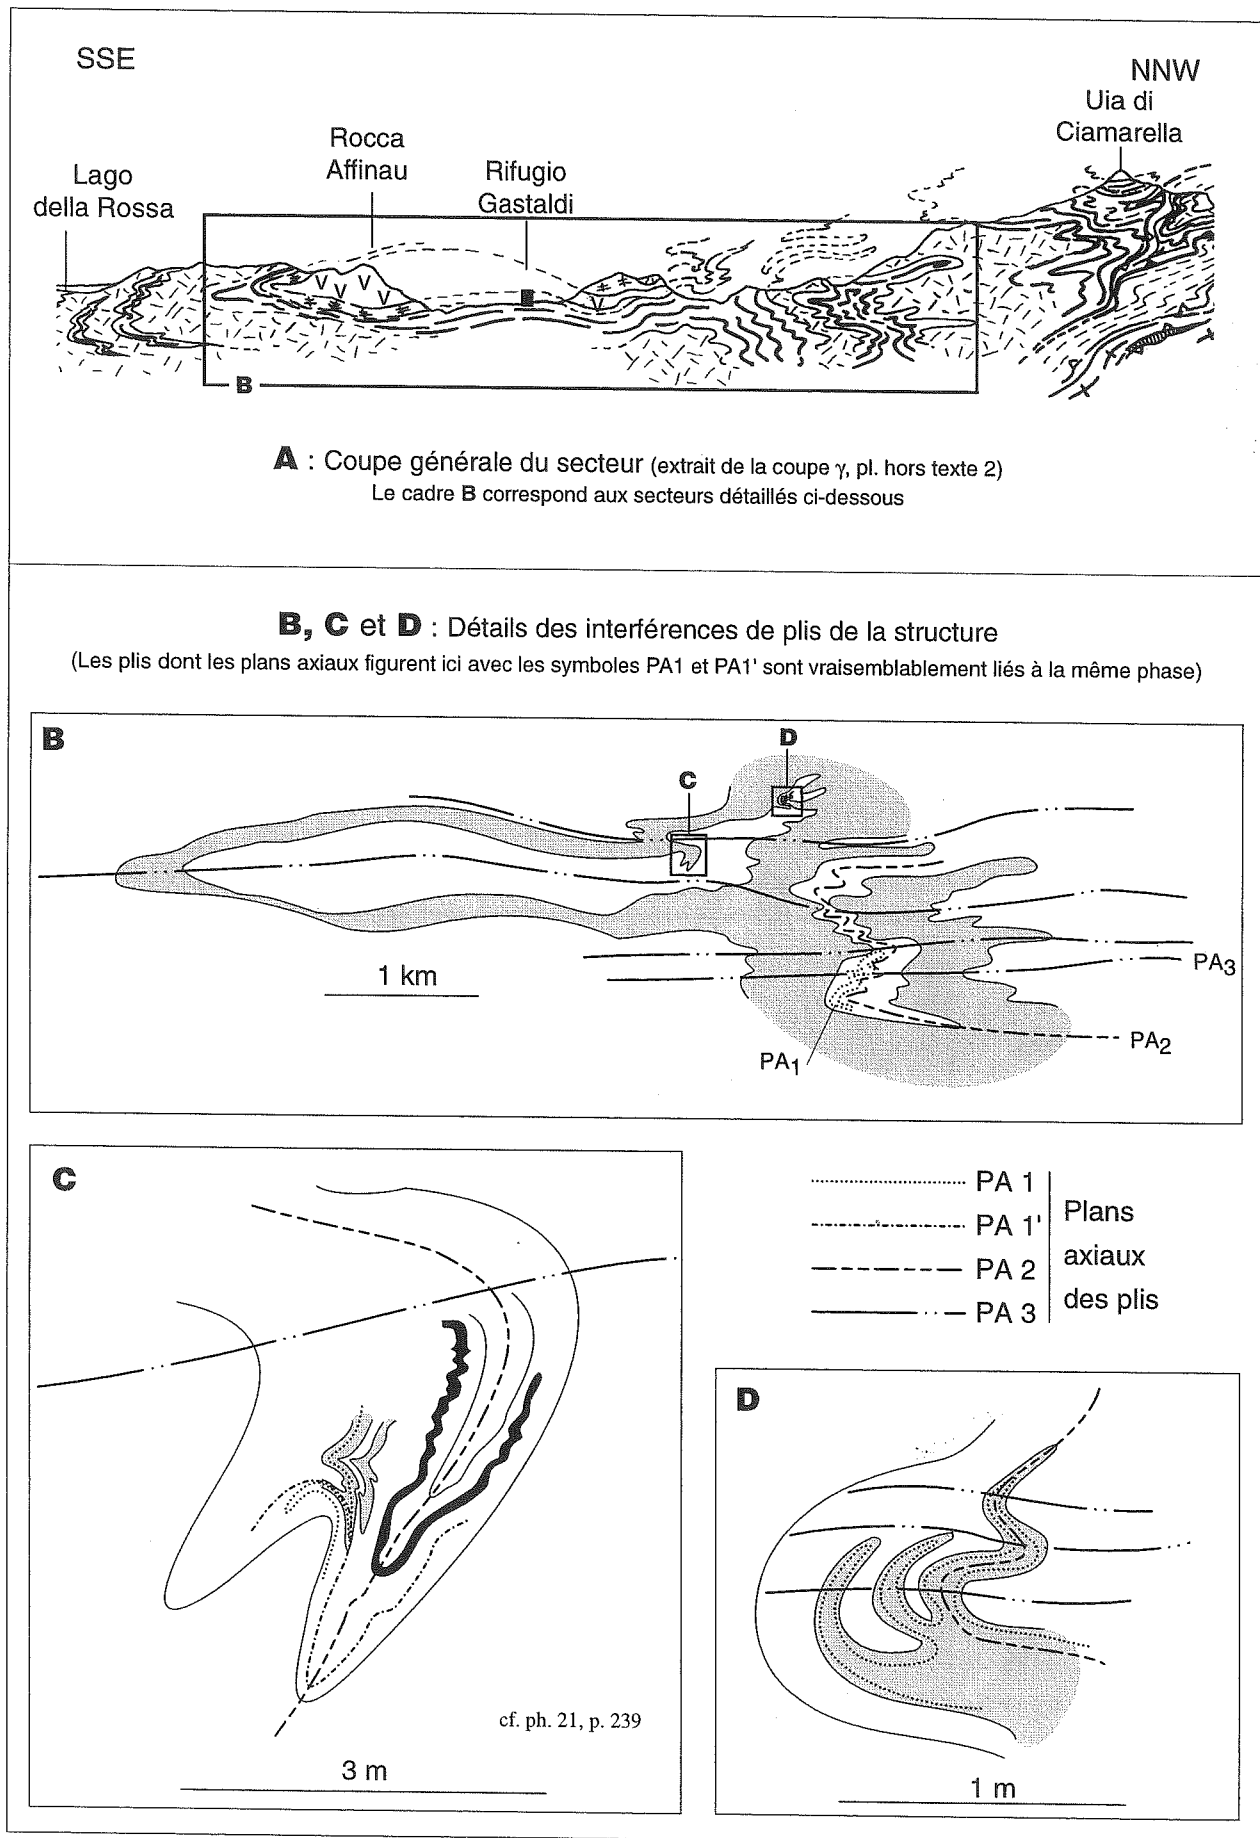 SSE
NNW
Uia di
Ciamarella
Rocca
Affinau
Rifugio
Gastaldi
Lago
della Rossa
V V V
V V
V
B
A : Coupe générale du secteur (extrait de la coupe γ, pl. hors texte 2)
Le cadre B correspond aux secteurs détaillés ci-dessous
B, C et D : Détails des interférences de plis de la structure
(Les plis dont les plans axiaux figurent ici avec les symboles PA1 et PA1' sont vraisemblablement liés à la même phase)
B
D
C
1 km
PA3
PA2
PA1
C
cf. ph. 21, p. 239
3 m
PA 1
PA 1'
PA 2
PA 3
Plans
axiaux
des plis
D
1 m